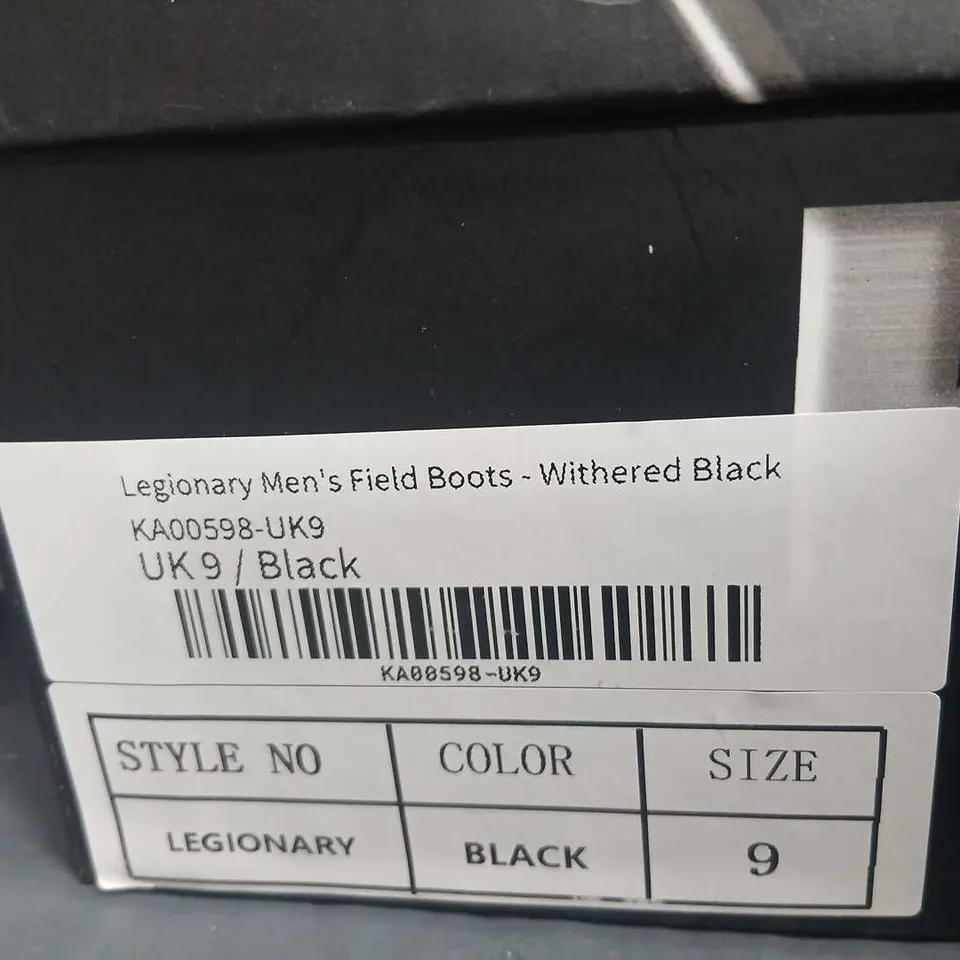 Legionary Men's Field Boots - Withered Black
KA00598-UK9
UK 9 / Black
KA00598-UK9
STYLE NO COLOR SIZE
LEGIONARY BLACK 9